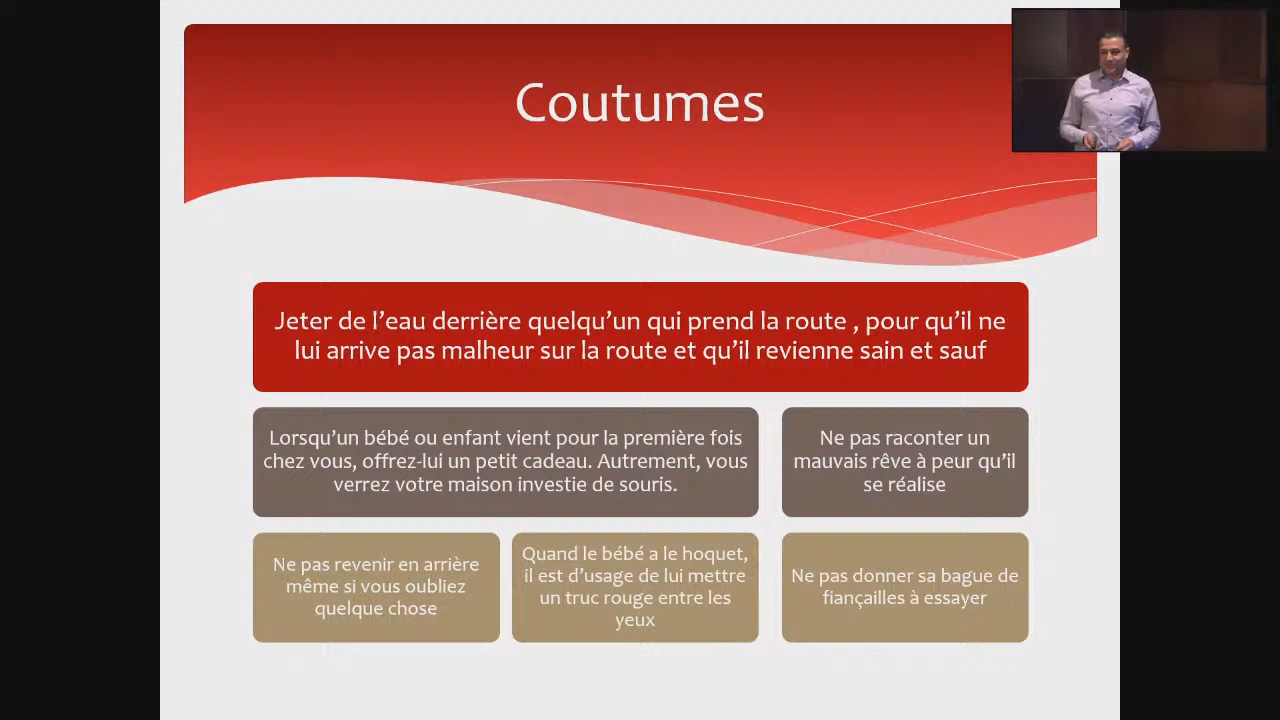 Coutumes
Jeter de l’eau derrière quelqu’un qui prend la route , pour qu’il ne
lui arrive pas malheur sur la route et qu’il revienne sain et sauf
Lorsqu’un bébé ou enfant vient pour la première fois
chez vous, offrez-lui un petit cadeau. Autrement, vous
verrez votre maison investie de souris.
Ne pas raconter un
mauvais rêve à peur qu’il
se réalise
Ne pas revenir en arrière
même si vous oubliez
quelque chose
Quand le bébé a le hoquet,
il est d’usage de lui mettre
un truc rouge entre les
yeux
Ne pas donner sa bague de
fiançailles à essayer